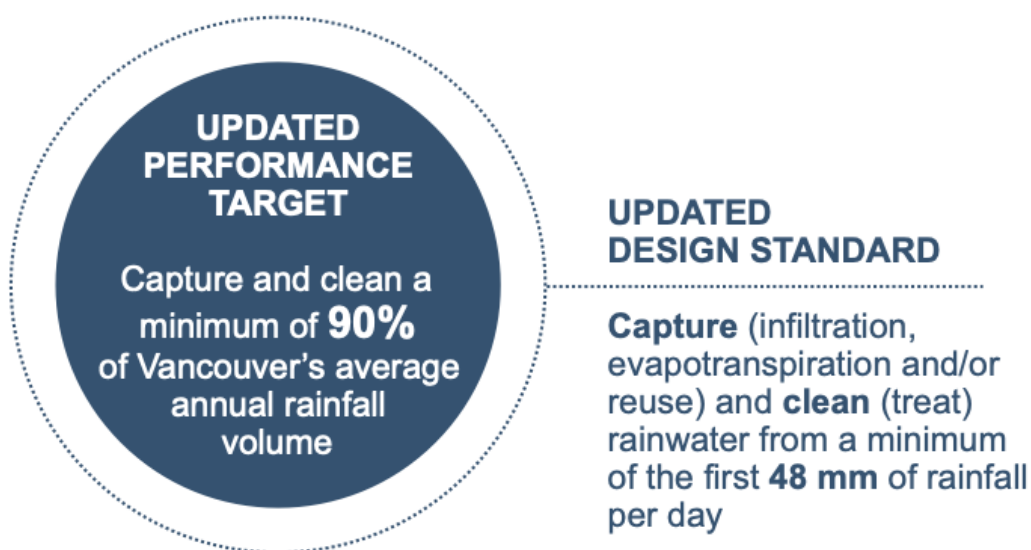 UPDATED
PERFORMANCE
TARGET
Capture and clean a
minimum of 90%
of Vancouver's average
annual rainfall
volume
UPDATED
DESIGN STANDARD
Capture (infiltration,
evapotranspiration and/or
reuse) and clean (treat)
rainwater from a minimum
of the first 48 mm of rainfall
per day